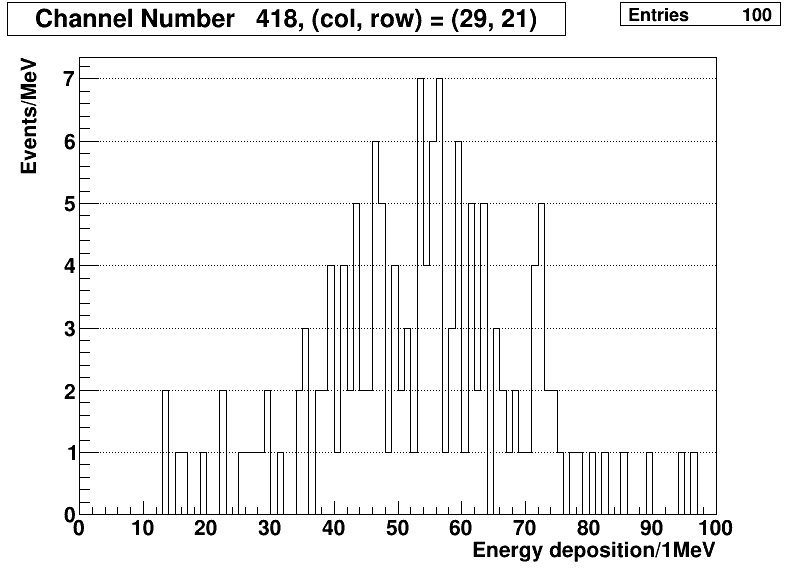 Channel Number 418, (col, row) = (29, 21)
Entries 100
Events/MeV
7
6
5
4
3
2
1
0
0 10 20 30 40 50 60 70 80 90 100
Energy deposition/1MeV